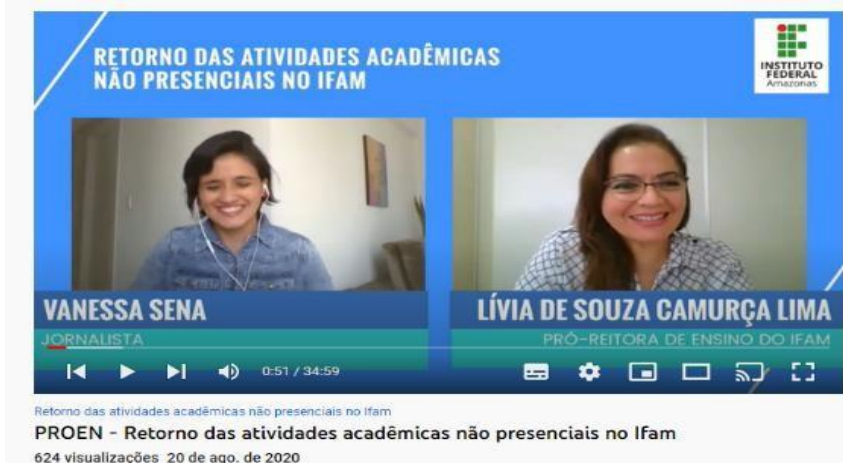 RETORNO DAS ATIVIDADES ACADÊMICAS
NÃO PRESENCIAIS NO IFAM
INSTITUTO
FEDERAL
Amazonas
VANESSA SENA
JORNALISTA
LÍVIA DE SOUZA CAMURÇA LIMA
PRÓ-REITORA DE ENSINO DO IFAM
0:51 / 34:59
Retorno das atividades acadêmicas não presenciais no Ifam
PROEN - Retorno das atividades acadêmicas não presenciais no Ifam
624 visualizações 20 de ago. de 2020